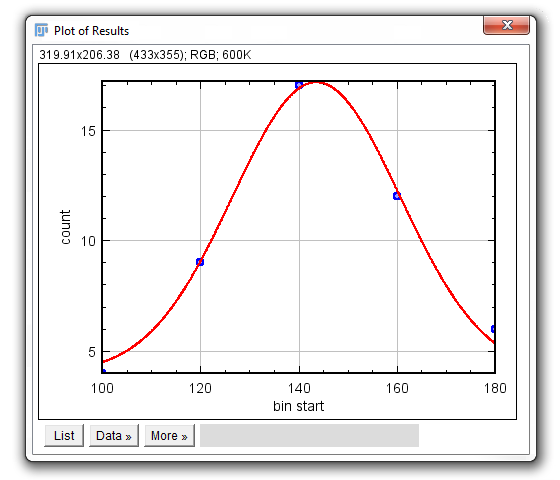 Plot of Results
319.91x206.38 (433x355); RGB; 600K
15
10
5
count
100 120 140 160 180
bin start
List Data » More »